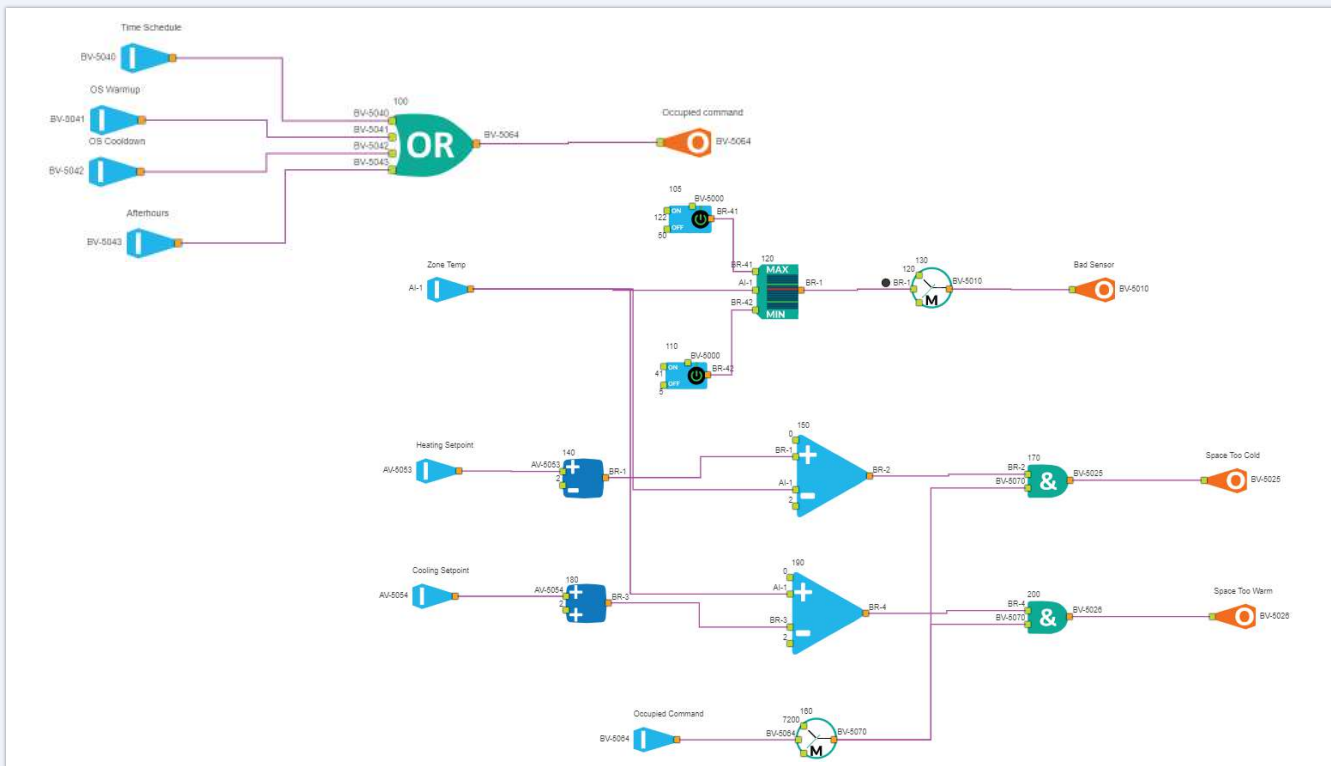 Time Schedule
BV-5040
OS Warmup
BV-5041
OS Cooldown
BV-5042
Afterhours
BV-5043
100
BV-5040
BV-5041
BV-5042
BV-5043
OR
BV-5064
Occupied command
O
BV-5064
105
BV-5000
ON
122
OFF
50
BR-41
Zone Temp
AI-1
120
BR-41
MAX
AI-1
BR-42
MIN
BR-1
130
120
BR-1
M
BV-5010
Bad Sensor
O
BV-5010
110
BV-5000
ON
41
OFF
5
BR-42
Heating Setpoint
AV-5053
140
AV-5053
+
2
-
BR-1
150
0
BR-1
+
AI-1
-
2
BR-2
170
BR-2
BV-5070
&
BV-5025
Space Too Cold
O
BV-5025
Cooling Setpoint
AV-5054
180
AV-5054
+
2
+
BR-3
190
0
AI-1
+
BR-3
-
2
BR-4
200
BR-4
BV-5070
&
BV-5026
Space Too Warm
O
BV-5026
Occupied Command
BV-5064
160
7200
BV-5064
M
BV-5070